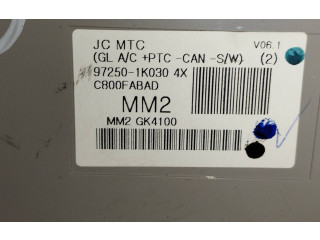 JC MTC V06.1
(GL A/C +PTC -CAN -S/W) (2)
97250-1K030 4X
C800FABAD
MM2
MM2 GK4100